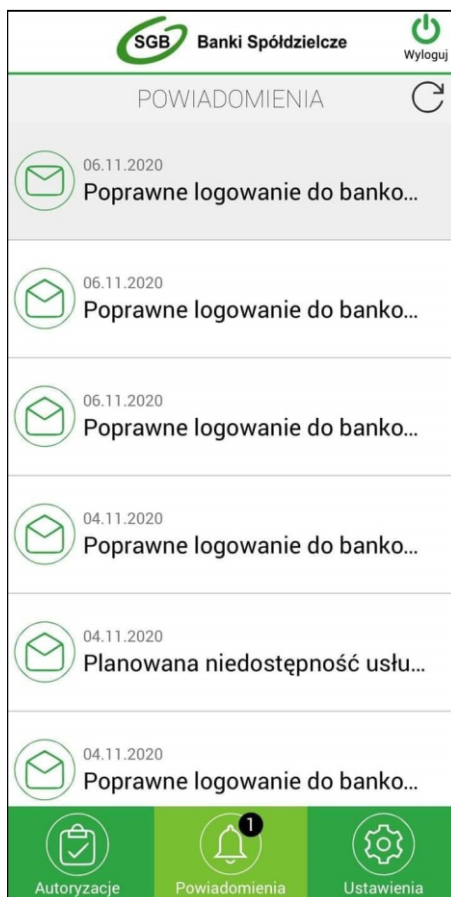 SGB Banki Spółdzielcze
Wyloguj
POWIADOMIENIA
06.11.2020
Poprawne logowanie do banko...
06.11.2020
Poprawne logowanie do banko...
06.11.2020
Poprawne logowanie do banko...
04.11.2020
Poprawne logowanie do banko...
04.11.2020
Planowana niedostępność usłu...
04.11.2020
Poprawne logowanie do banko...
1
Autoryzacje Powiadomienia Ustawienia